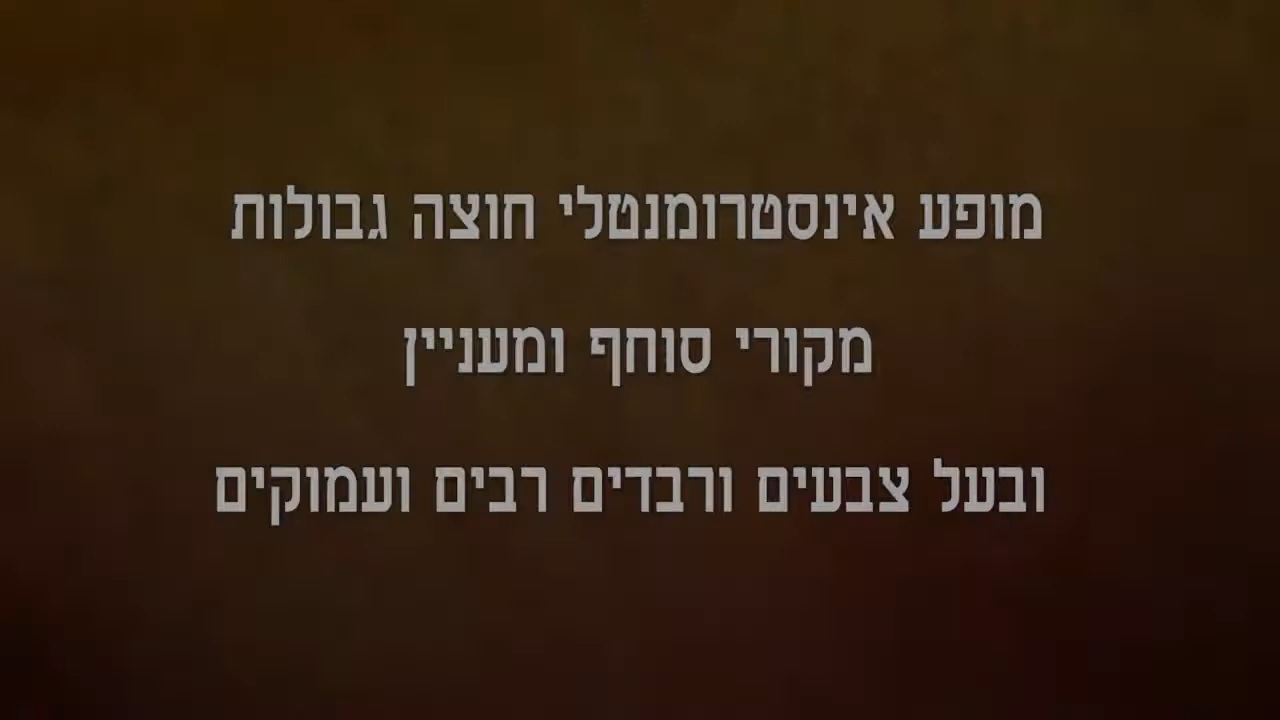 מופע אינסטרומנטלי חוצה גבולות
מקורי סוחף ומעניין
ובעל צבעים ורבדים רבים ועמוקים